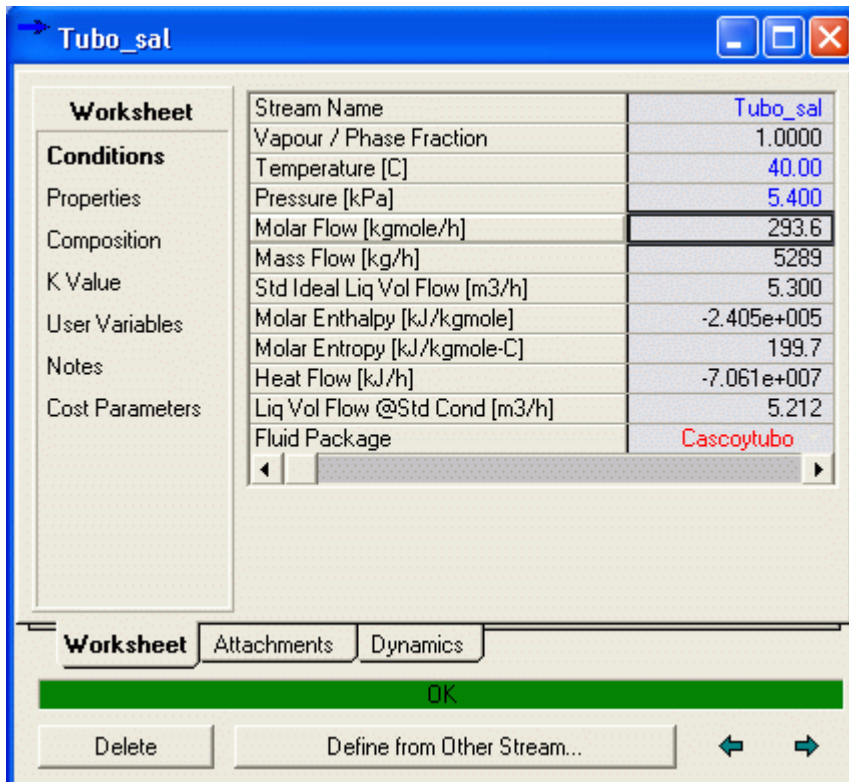 Tubo_sal
Worksheet
Conditions
Properties
Composition
K Value
User Variables
Notes
Cost Parameters
Stream Name Tubo_sal
Vapour / Phase Fraction 1.0000
Temperature [C] 40.00
Pressure [kPa] 5.400
Molar Flow [kgmole/h] 293.6
Mass Flow [kg/h] 5289
Std Ideal Liq Vol Flow [m3/h] 5.300
Molar Enthalpy [kJ/kgmole] -2.405e+005
Molar Entropy [kJ/kgmole-C] 199.7
Heat Flow [kJ/h] -7.061e+007
Liq Vol Flow @Std Cond [m3/h] 5.212
Fluid Package Cascoytubo
Worksheet Attachments Dynamics
OK
Delete Define from Other Stream...